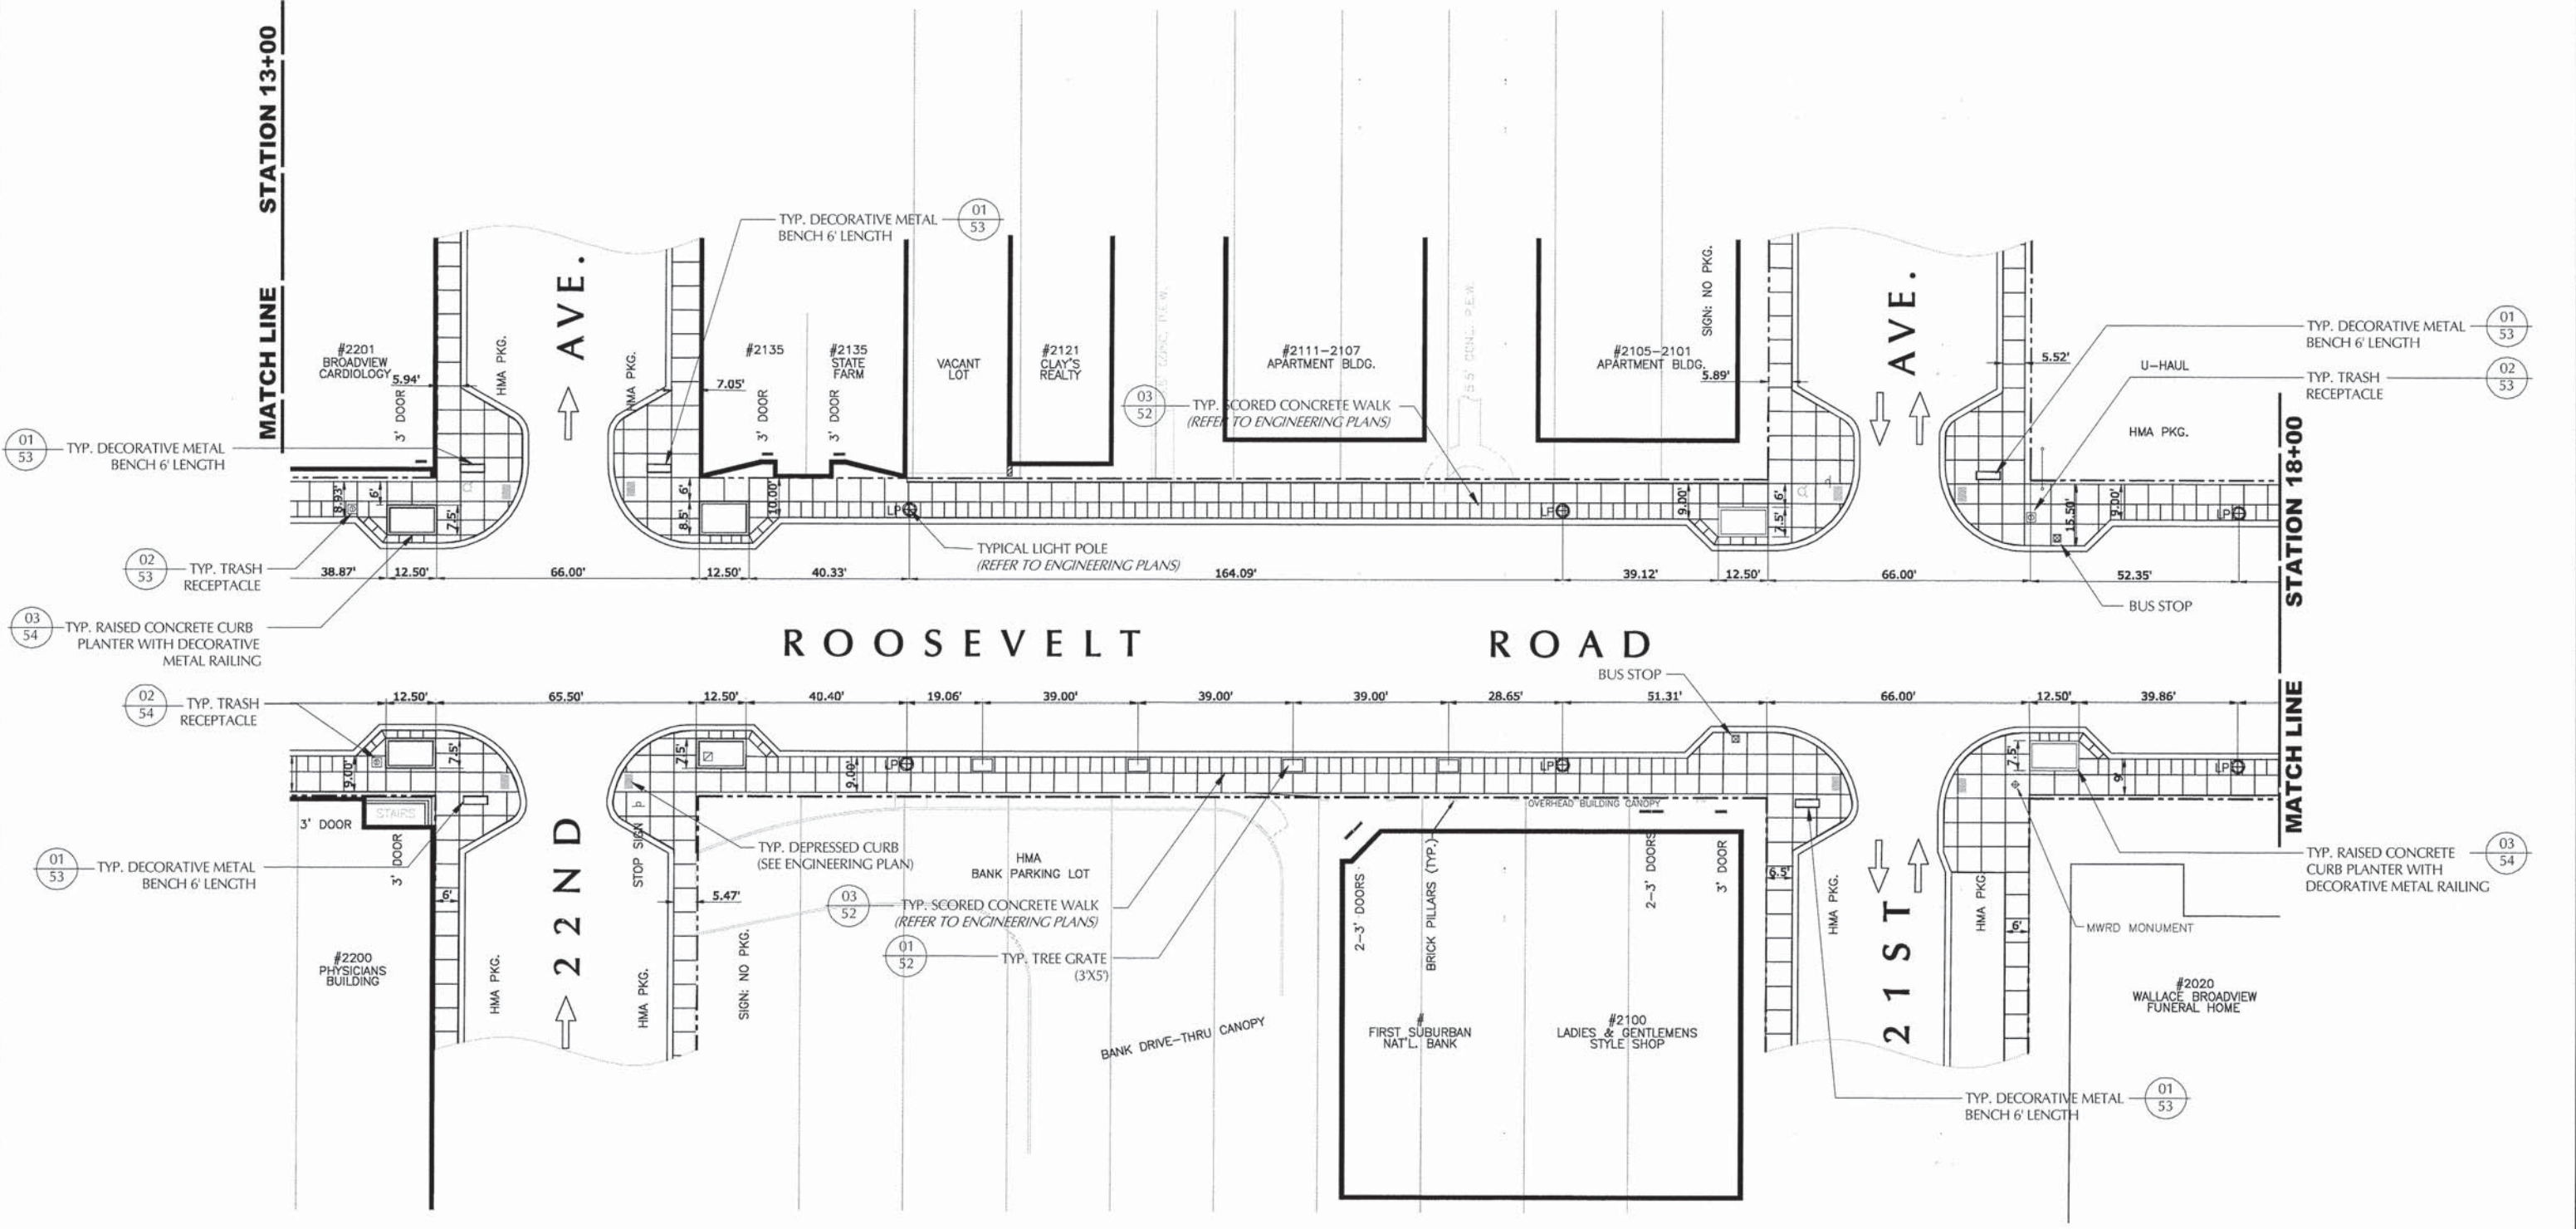 MATCH LINE STATION 13+00
#2201
BROADVIEW
CARDIOLOGY
5.94'
3' DOOR
HMA PKG.
AVE.
HMA PKG.
TYP. DECORATIVE METAL
BENCH 6' LENGTH
01
53
7.05'
#2135
3' DOOR
#2135
STATE
FARM
3' DOOR
VACANT
LOT
#2121
CLAY'S
REALTY
#2111-2107
APARTMENT BLDG.
03
52
TYP. SCORED CONCRETE WALK
(REFER TO ENGINEERING PLANS)
#2105-2101
APARTMENT BLDG.
5.89'
SIGN: NO PKG.
AVE.
5.52'
U-HAUL
HMA PKG.
TYP. DECORATIVE METAL
BENCH 6' LENGTH
01
53
TYP. TRASH
RECEPTACLE
02
53
MATCH LINE STATION 18+00
01
53
TYP. DECORATIVE METAL
BENCH 6' LENGTH
8.93'
6'
7.5'
6'
8.5'
10.00'
LP
LP
9.00'
6'
7.5'
15.50'
9.00'
LP
02
53
TYP. TRASH
RECEPTACLE
TYPICAL LIGHT POLE
(REFER TO ENGINEERING PLANS)
38.87'
12.50'
66.00'
12.50'
40.33'
164.09'
39.12'
12.50'
66.00'
52.35'
BUS STOP
03
54
TYP. RAISED CONCRETE CURB
PLANTER WITH DECORATIVE
METAL RAILING
ROOSEVELT ROAD
BUS STOP
02
54
TYP. TRASH
RECEPTACLE
12.50'
65.50'
12.50'
40.40'
19.06'
39.00'
39.00'
39.00'
28.65'
51.31'
66.00'
12.50'
39.86'
9.00'
7.5'
7.5'
9.00'
LP
LP
7.5'
9'
LP
STAIRS
3' DOOR
3' DOOR
OVERHEAD BUILDING CANOPY
01
53
TYP. DECORATIVE METAL
BENCH 6' LENGTH
6'
22ND
STOP SIGN
5.47'
TYP. DEPRESSED CURB
(SEE ENGINEERING PLAN)
HMA
BANK PARKING LOT
03
52
TYP. SCORED CONCRETE WALK
(REFER TO ENGINEERING PLANS)
01
52
TYP. TREE GRATE
(3'X5')
2-3' DOORS
BRICK PILLARS (TYP.)
2-3' DOORS
3' DOOR
6.5'
HMA PKG.
21ST
HMA PKG
6'
MWRD MONUMENT
TYP. RAISED CONCRETE
CURB PLANTER WITH
DECORATIVE METAL RAILING
03
54
#2200
PHYSICIANS
BUILDING
HMA PKG.
HMA PKG.
SIGN: NO PKG.
BANK DRIVE-THRU CANOPY
#
FIRST SUBURBAN
NAT'L. BANK
#2100
LADIES & GENTLEMENS
STYLE SHOP
#2020
WALLACE BROADVIEW
FUNERAL HOME
TYP. DECORATIVE METAL
BENCH 6' LENGTH
01
53